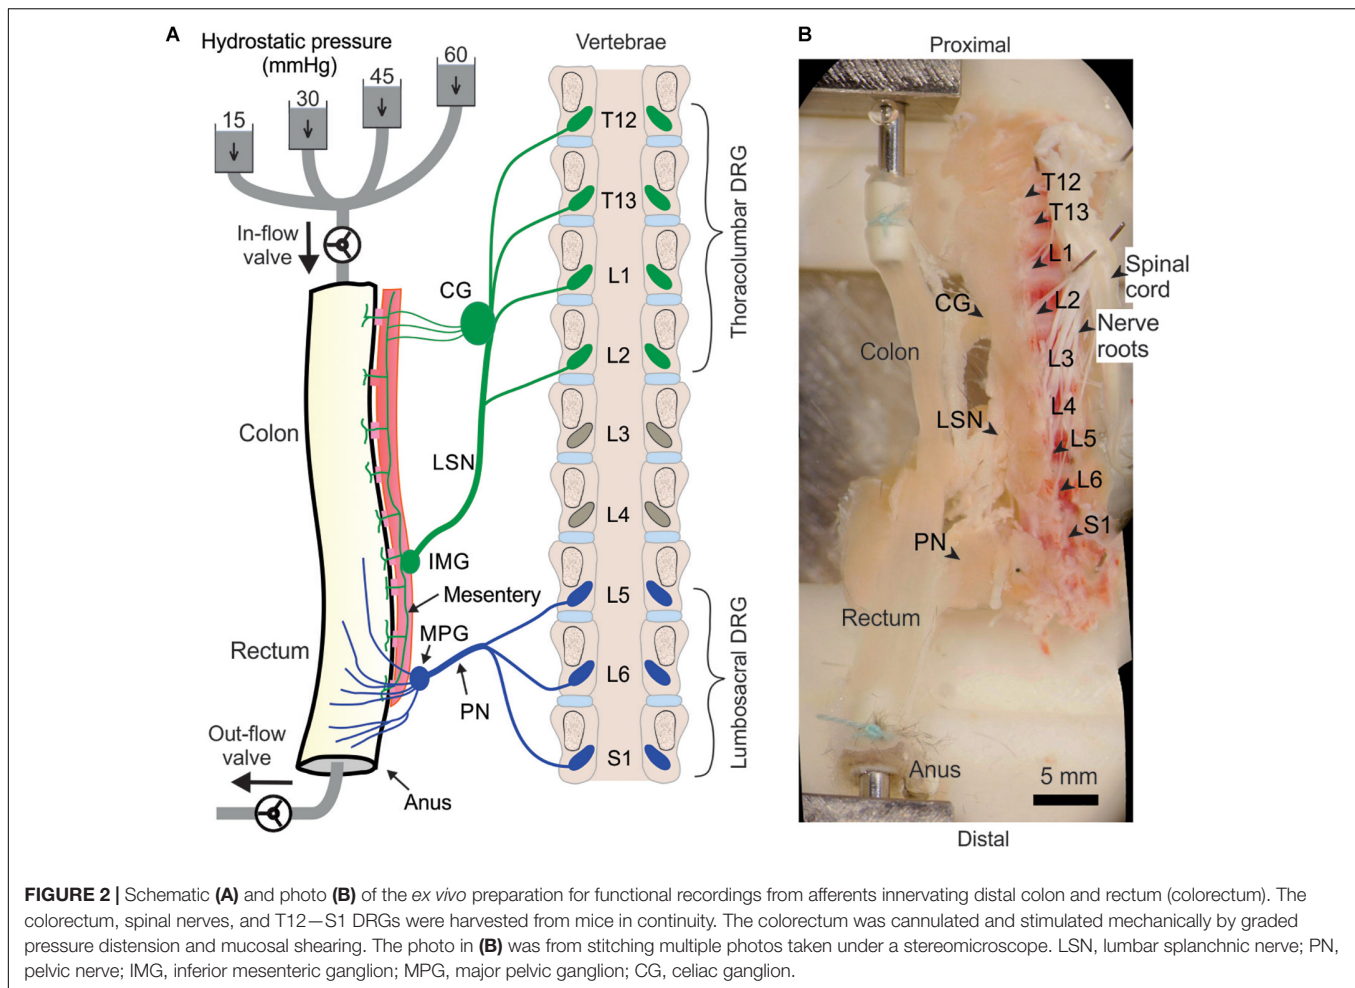 A
Hydrostatic pressure
(mmHg)
15
30
45
60
In-flow
valve
Colon
Rectum
Out-flow
valve
Anus
CG
LSN
IMG
Mesentery
MPG
PN
Vertebrae
T12
T13
L1
L2
L3
L4
L5
L6
S1
Thoracolumbar DRG
Lumbosacral DRG
B
Proximal
T12
T13
L1
L2
L3
L4
L5
L6
S1
Spinal
cord
Nerve
roots
CG
Colon
LSN
PN
Rectum
Anus
5 mm
Distal
FIGURE 2 | Schematic (A) and photo (B) of the ex vivo preparation for functional recordings from afferents innervating distal colon and rectum (colorectum). The
colorectum, spinal nerves, and T12—S1 DRGs were harvested from mice in continuity. The colorectum was cannulated and stimulated mechanically by graded
pressure distension and mucosal shearing. The photo in (B) was from stitching multiple photos taken under a stereomicroscope. LSN, lumbar splanchnic nerve; PN,
pelvic nerve; IMG, inferior mesenteric ganglion; MPG, major pelvic ganglion; CG, celiac ganglion.